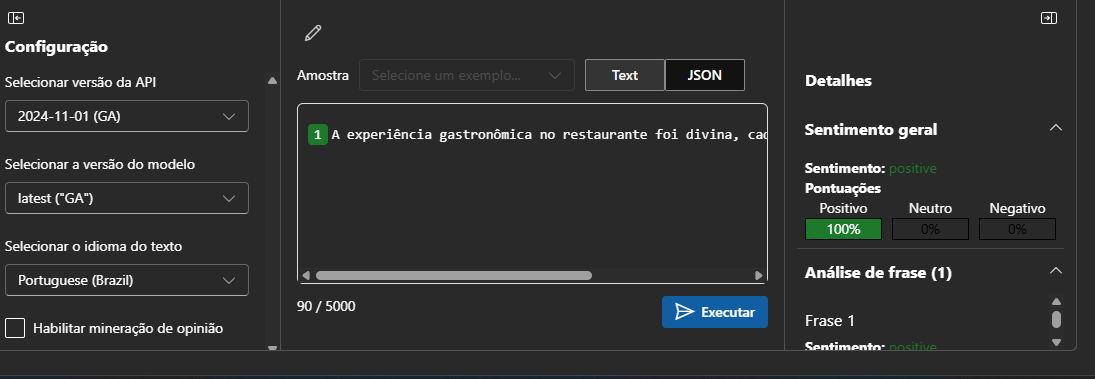 Configuração
Selecionar versão da API
2024-11-01 (GA)
Selecionar a versão do modelo
latest ("GA")
Selecionar o idioma do texto
Portuguese (Brazil)
Habilitar mineração de opinião
Amostra
Selecione um exemplo...
Text
JSON
1 A experiência gastronômica no restaurante foi divina, cad
90 / 5000
Executar
Detalhes
Sentimento geral
Sentimento: positive
Pontuações
Positivo Neutro Negativo
100% 0% 0%
Análise de frase (1)
Frase 1
Sentimento: positive